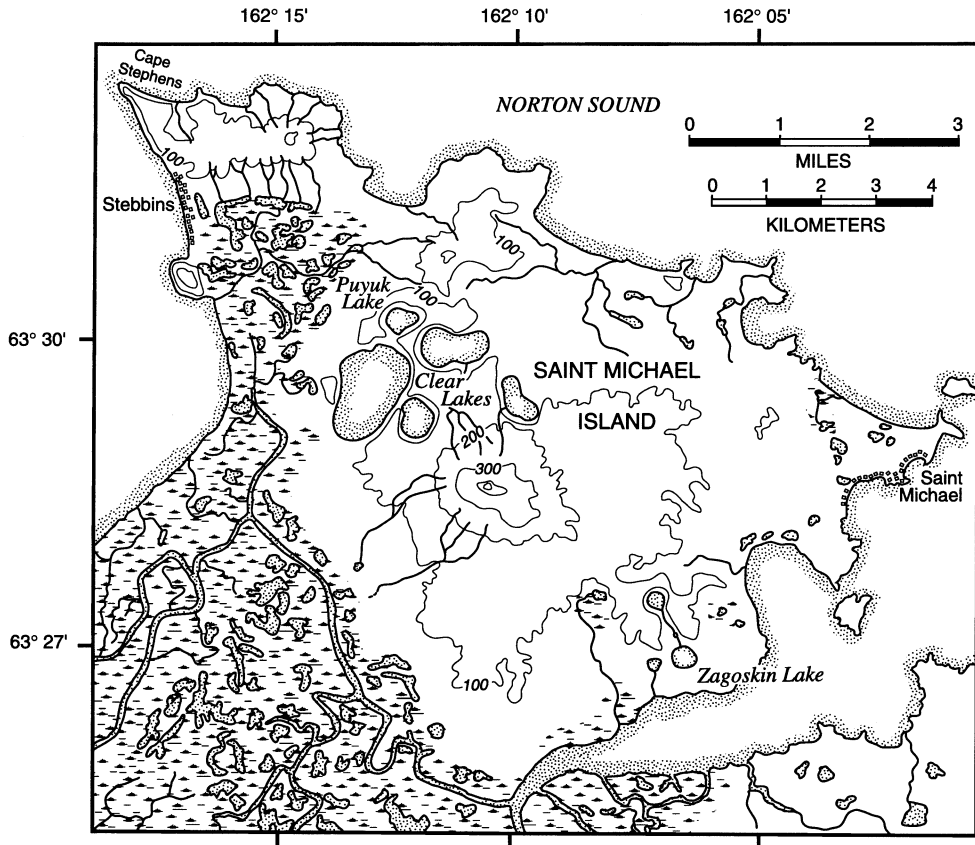 162° 15'
162° 10'
162° 05'
Cape
Stephens
NORTON SOUND
0 1 2 3
MILES
0 1 2 3 4
KILOMETERS
100
Stebbins
100
Puyuk
Lake
100
63° 30'
SAINT MICHAEL
ISLAND
Clear
Lakes
200
300
Saint
Michael
63° 27'
100
Zagoskin Lake